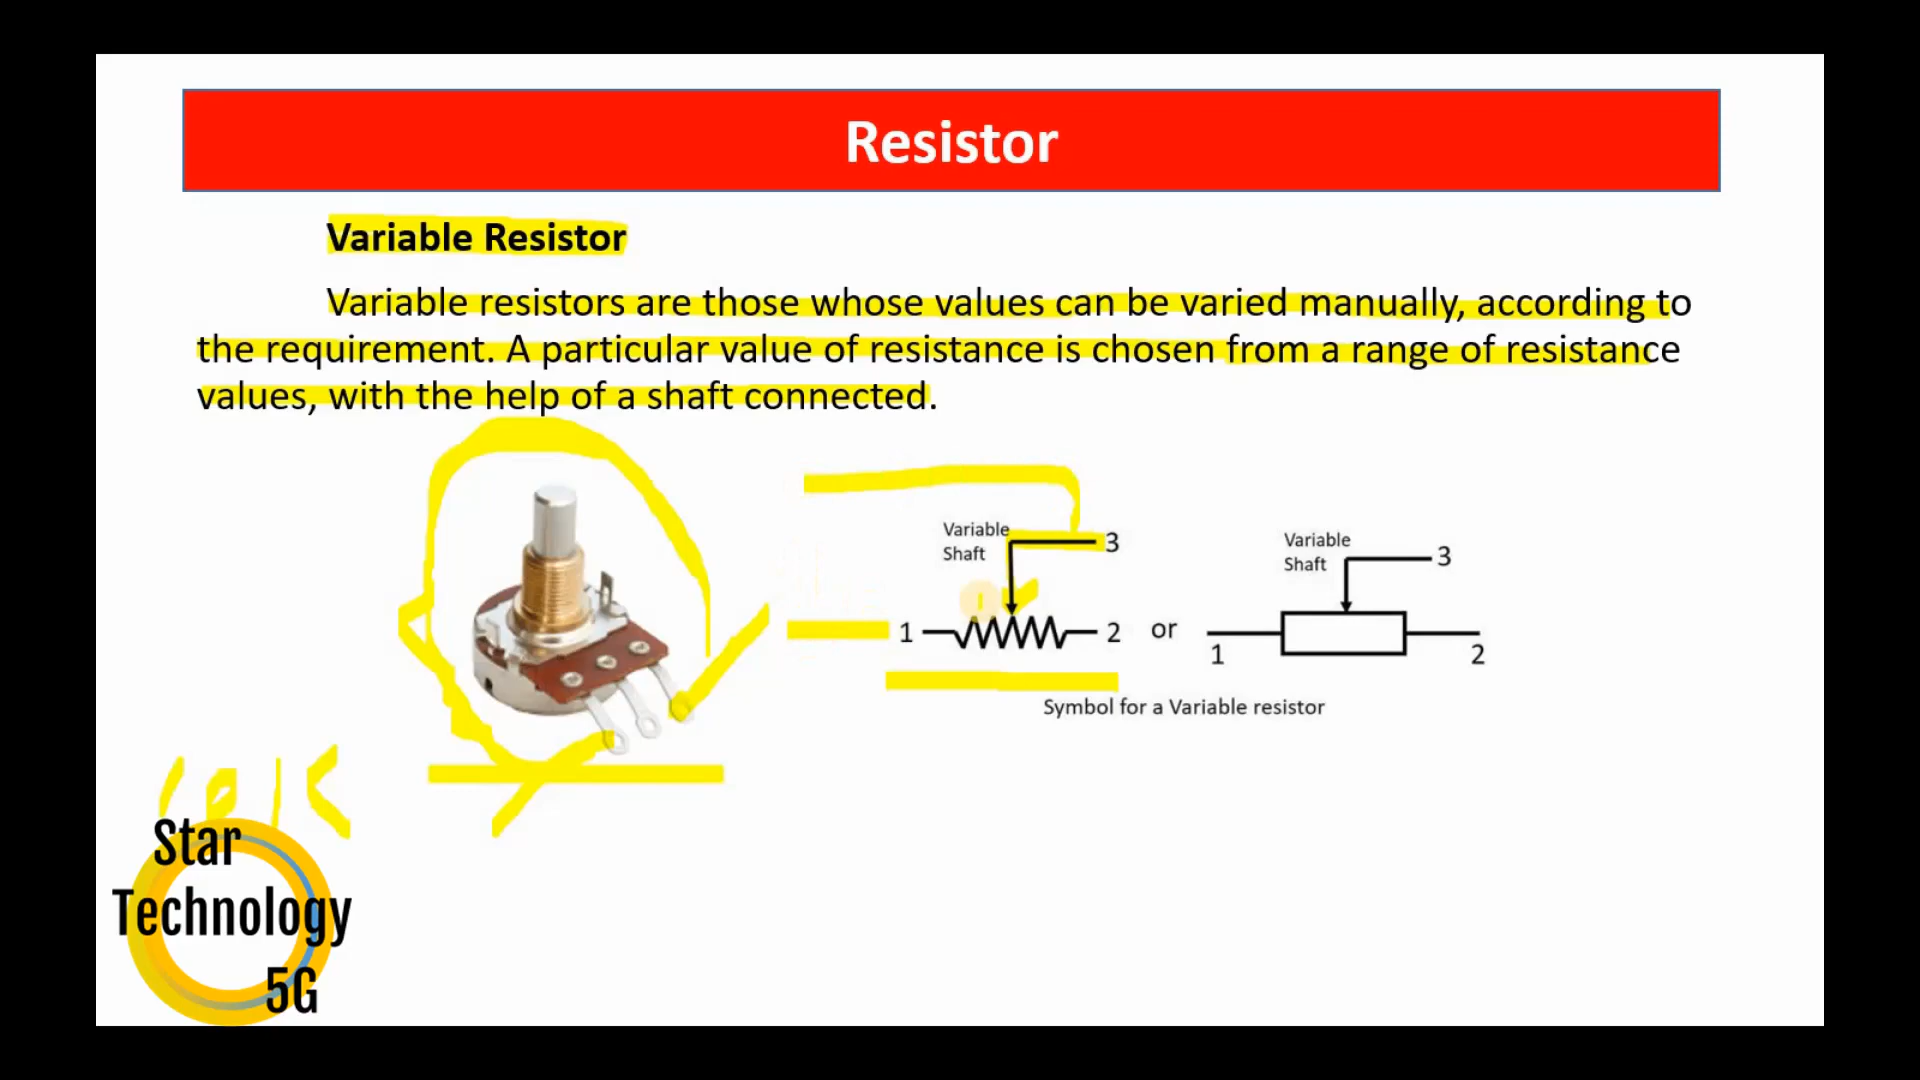 Resistor
Variable Resistor
Variable resistors are those whose values can be varied manually, according to
the requirement. A particular value of resistance is chosen from a range of resistance
values, with the help of a shaft connected.
Variable
Shaft
3
1
2
or
Variable
Shaft
3
1
2
Symbol for a Variable resistor
10K
Star
Technology
5G